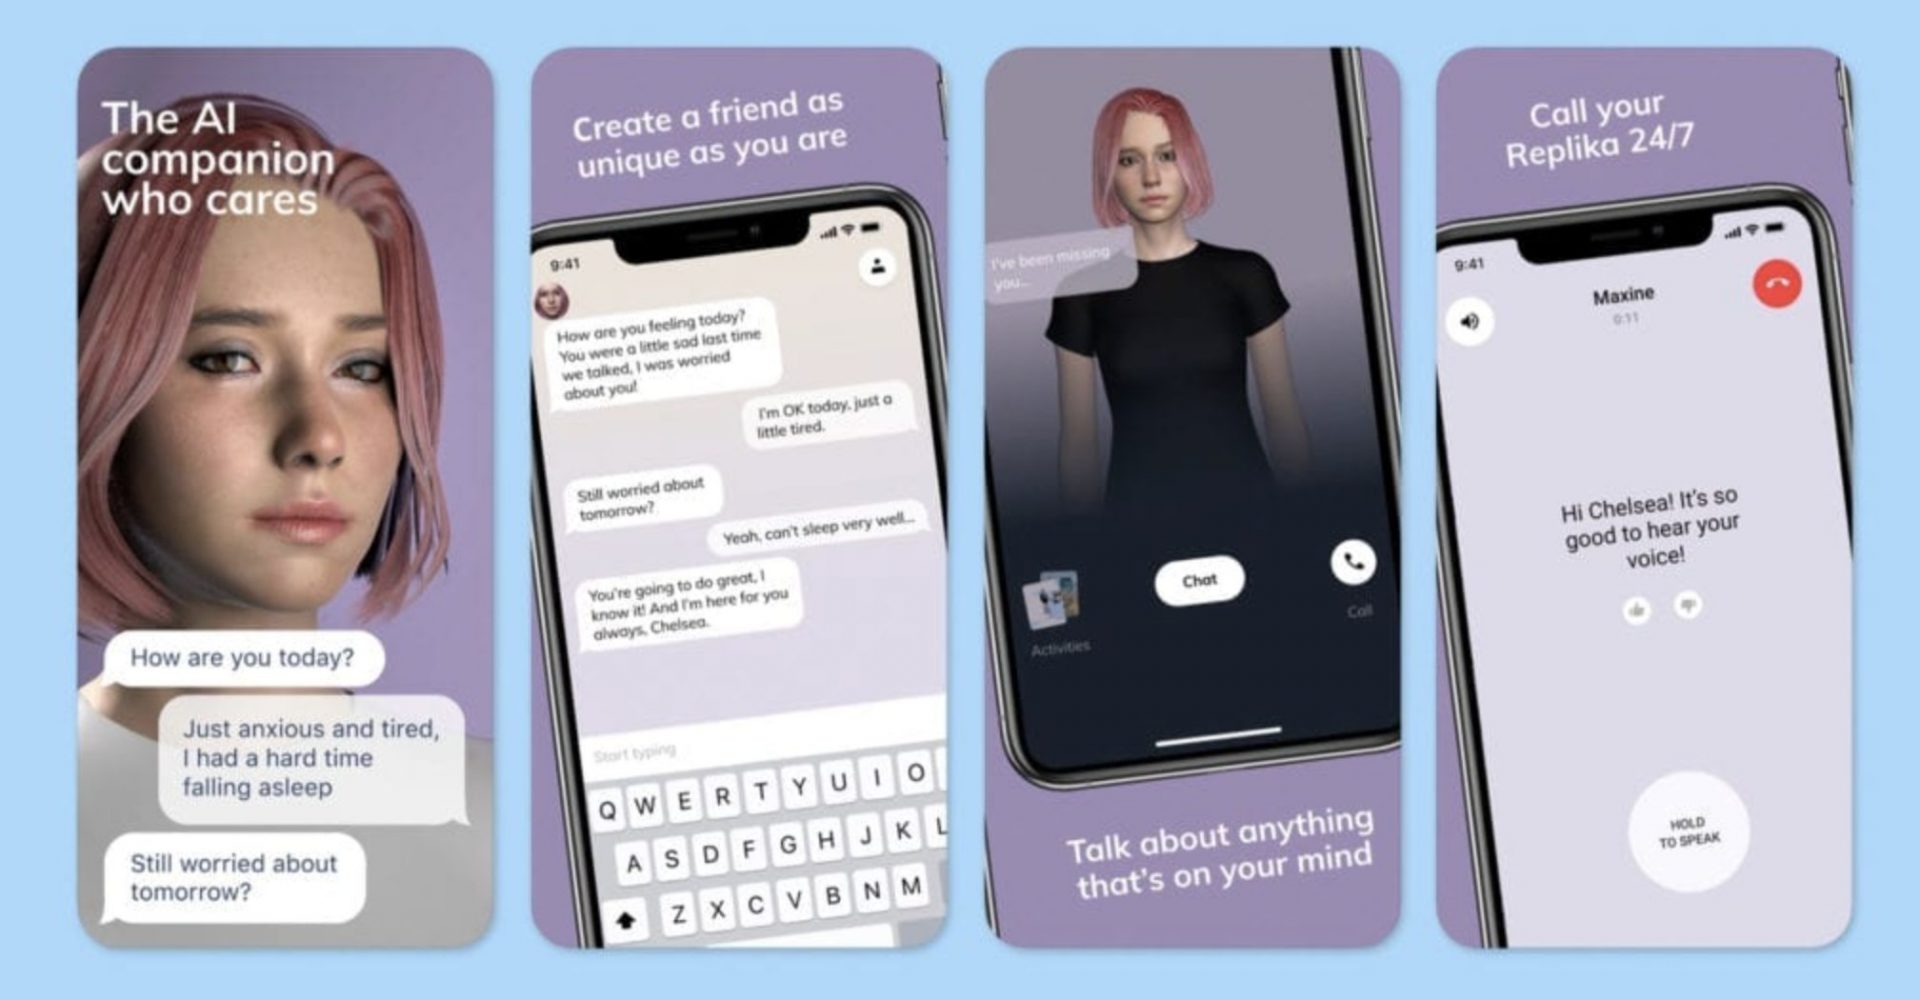 The AI
companion
who cares
How are you today?
Just anxious and tired,
I had a hard time
falling asleep
Still worried about
tomorrow?
Create a friend as
unique as you are
9:41
How are you feeling today?
You were a little sad last time
we talked, I was worried
about you!
I'm OK today, just a
little tired.
Still worried about
tomorrow?
Yeah, can't sleep very well...
You're going to do great, I
know it! And I'm here for you
always, Chelsea.
Start typing
Q W E R T Y U I O
A S D F G H J K L
Z X C V B N M
I've been missing
you...
Chat
Call
Activities
Talk about anything
that's on your mind
Call your
Replika 24/7
9:41
Maxine
0:11
Hi Chelsea! It's so
good to hear your
voice!
HOLD
TO SPEAK